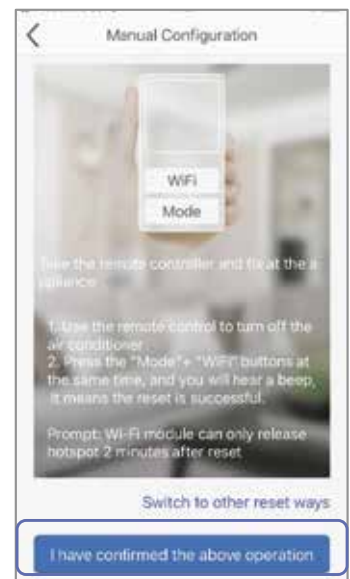 Manual Configuration
WiFi
Mode
Take the remote controller and fix at the a
ppliance
1. Use the remote control to turn off the
air conditioner
2. Press the "Mode"+ "WiFi" buttons at
the same time, and you will hear a beep,
it means the reset is successful.
Prompt: Wi-Fi module can only release
hotspot 2 minutes after reset
Switch to other reset ways
I have confirmed the above operation